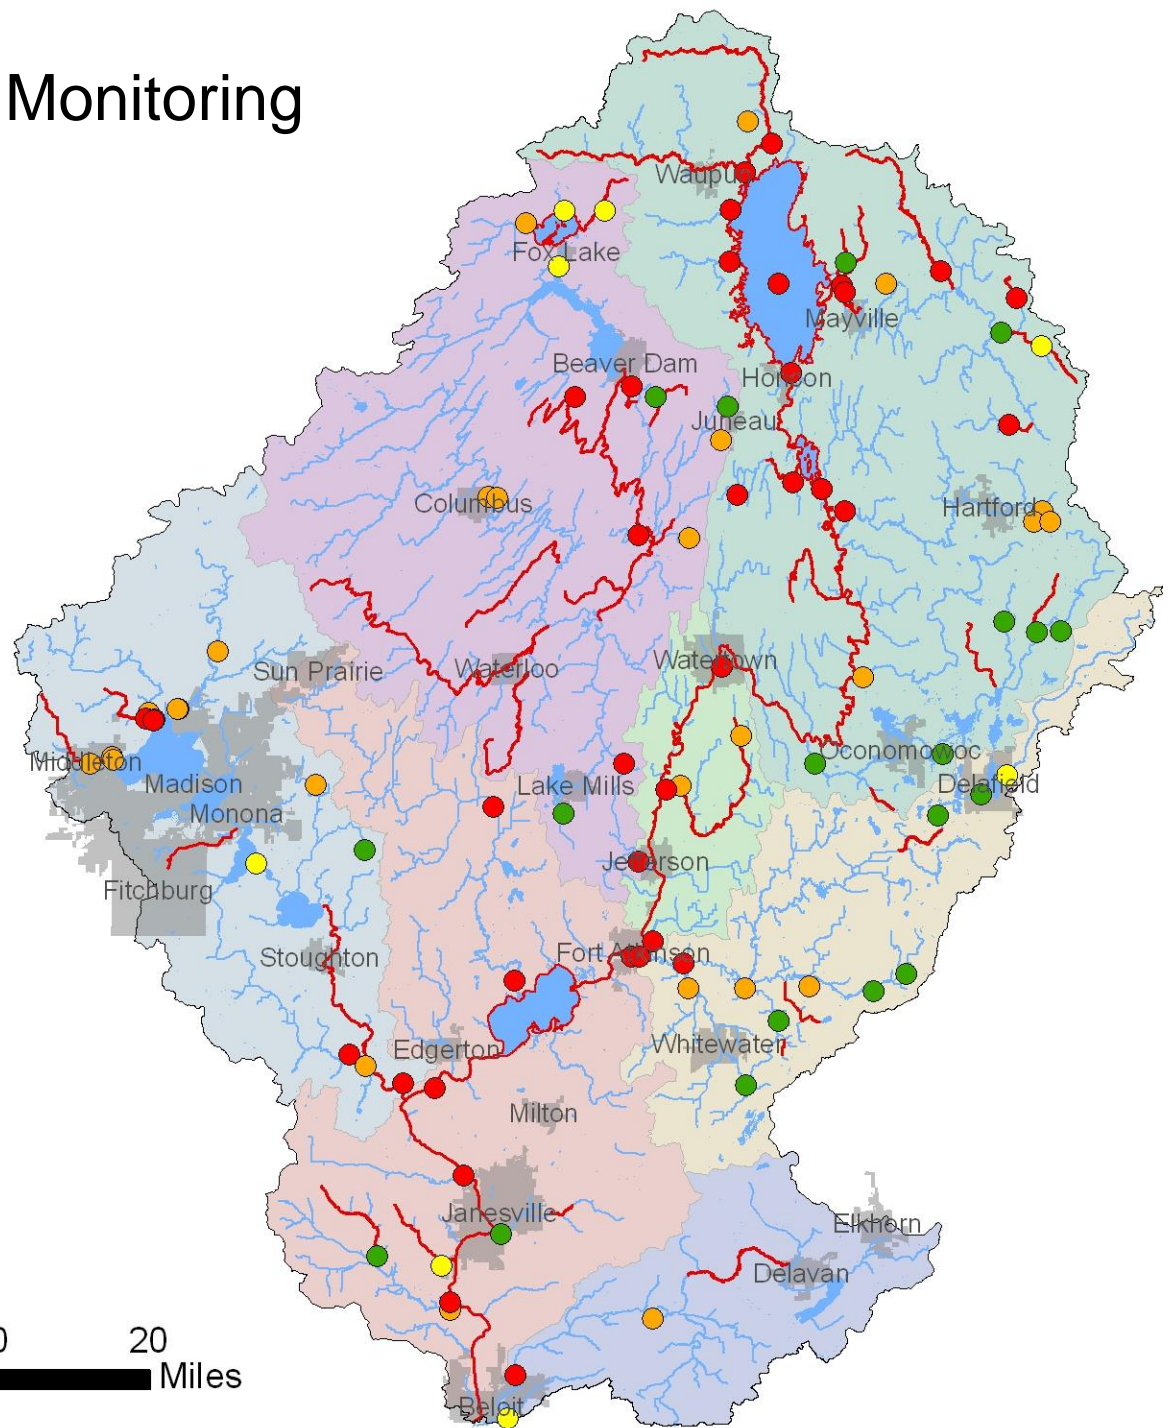 Monitoring
Waupun
Fox Lake
Mayville
Beaver Dam
Horicon
Juneau
Columbus
Hartford
Sun Prairie
Waterloo
Watertown
Middleton
Oconomowoc
Madison
Lake Mills
Delafield
Monona
Jefferson
Fitchburg
Stoughton
Fort Atkinson
Edgerton
Whitewater
Milton
Janesville
Elkhorn
Delavan
0 20
Miles
Beloit